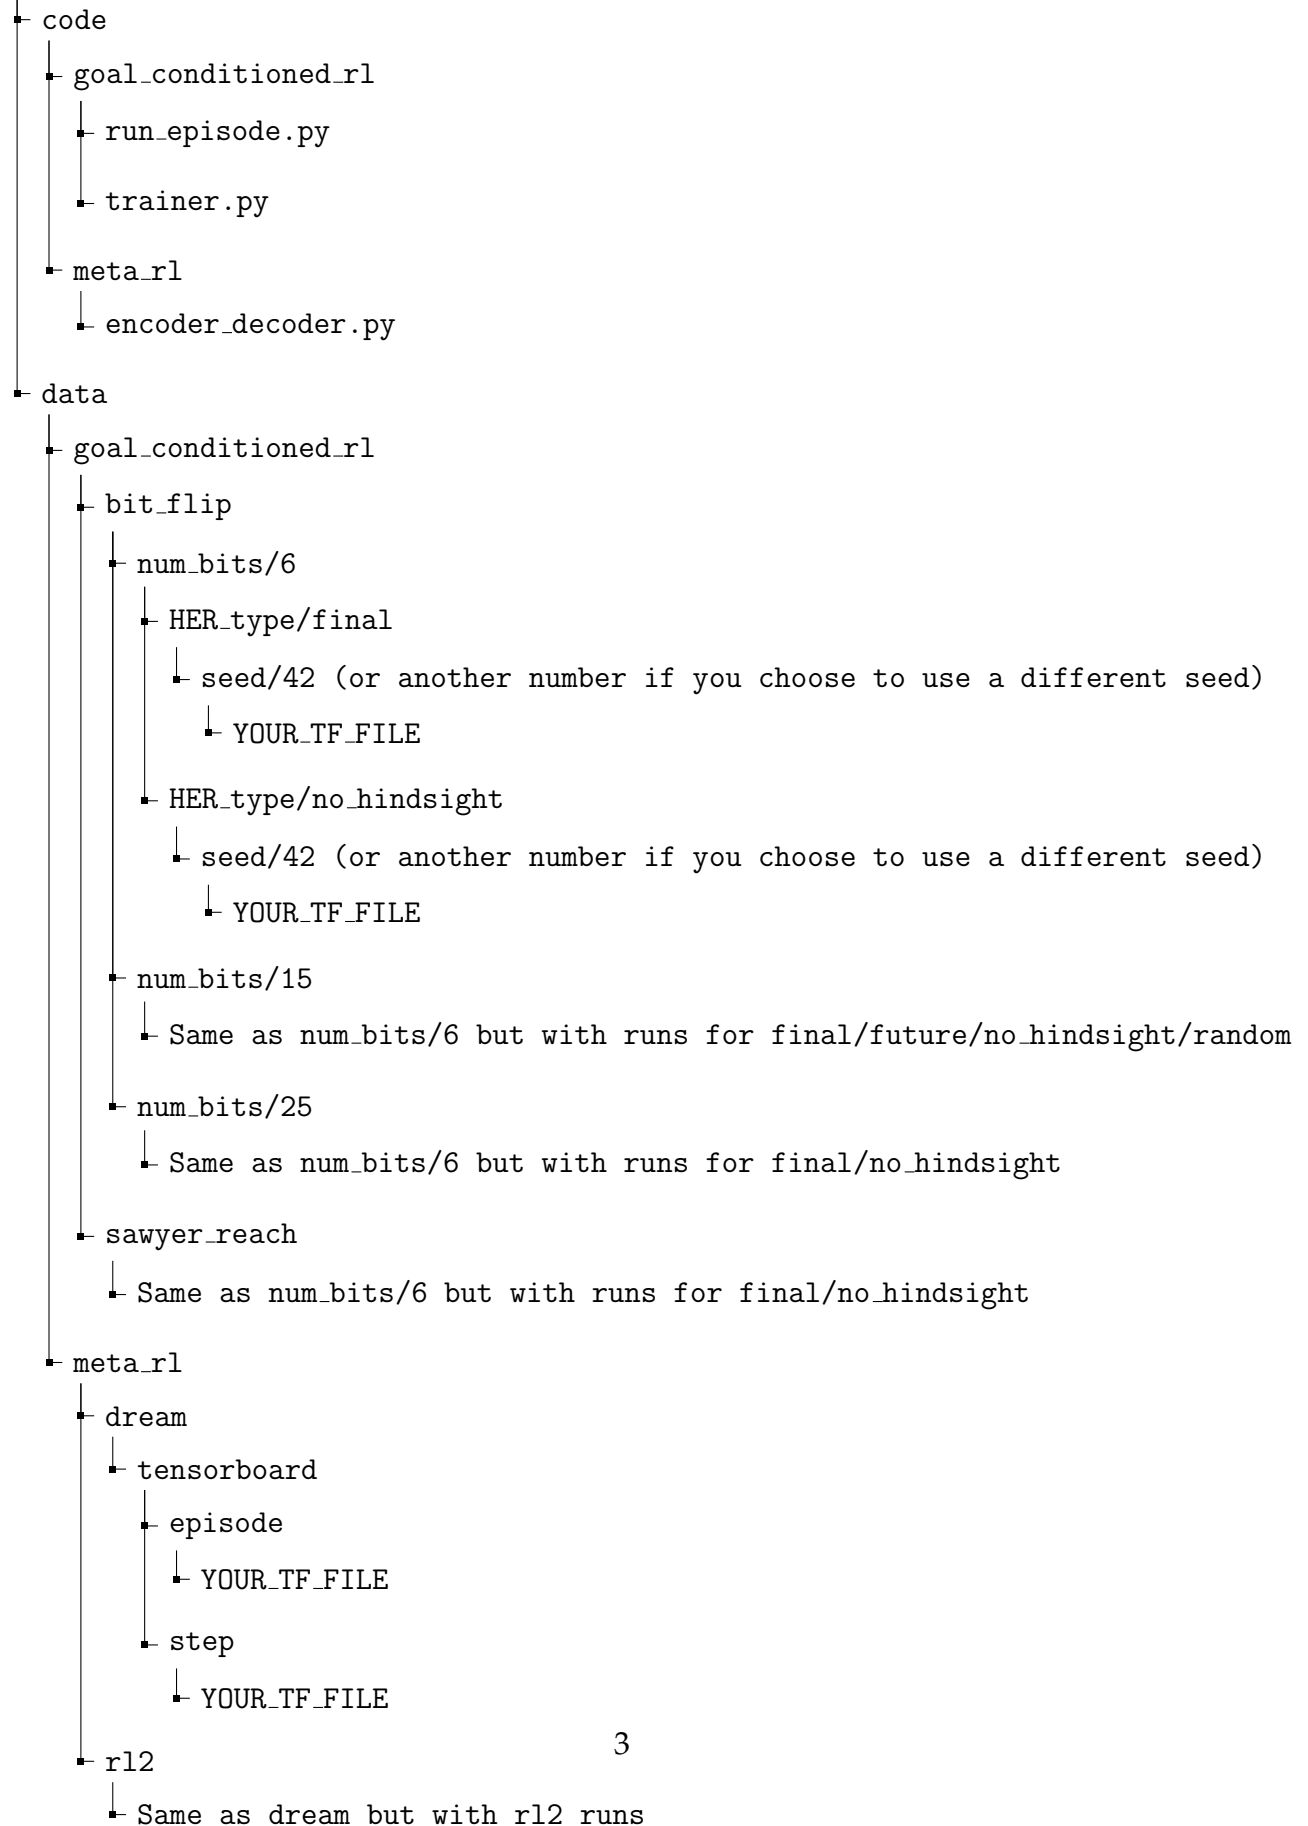 code
goal_conditioned_rl
run_episode.py
trainer.py
meta_rl
encoder_decoder.py
data
goal_conditioned_rl
bit_flip
num_bits/6
HER_type/final
seed/42 (or another number if you choose to use a different seed)
YOUR_TF_FILE
HER_type/no_hindsight
seed/42 (or another number if you choose to use a different seed)
YOUR_TF_FILE
num_bits/15
Same as num_bits/6 but with runs for final/future/no_hindsight/random
num_bits/25
Same as num_bits/6 but with runs for final/no_hindsight
sawyer_reach
Same as num_bits/6 but with runs for final/no_hindsight
meta_rl
dream
tensorboard
episode
YOUR_TF_FILE
step
YOUR_TF_FILE
3
rl2
Same as dream but with rl2 runs